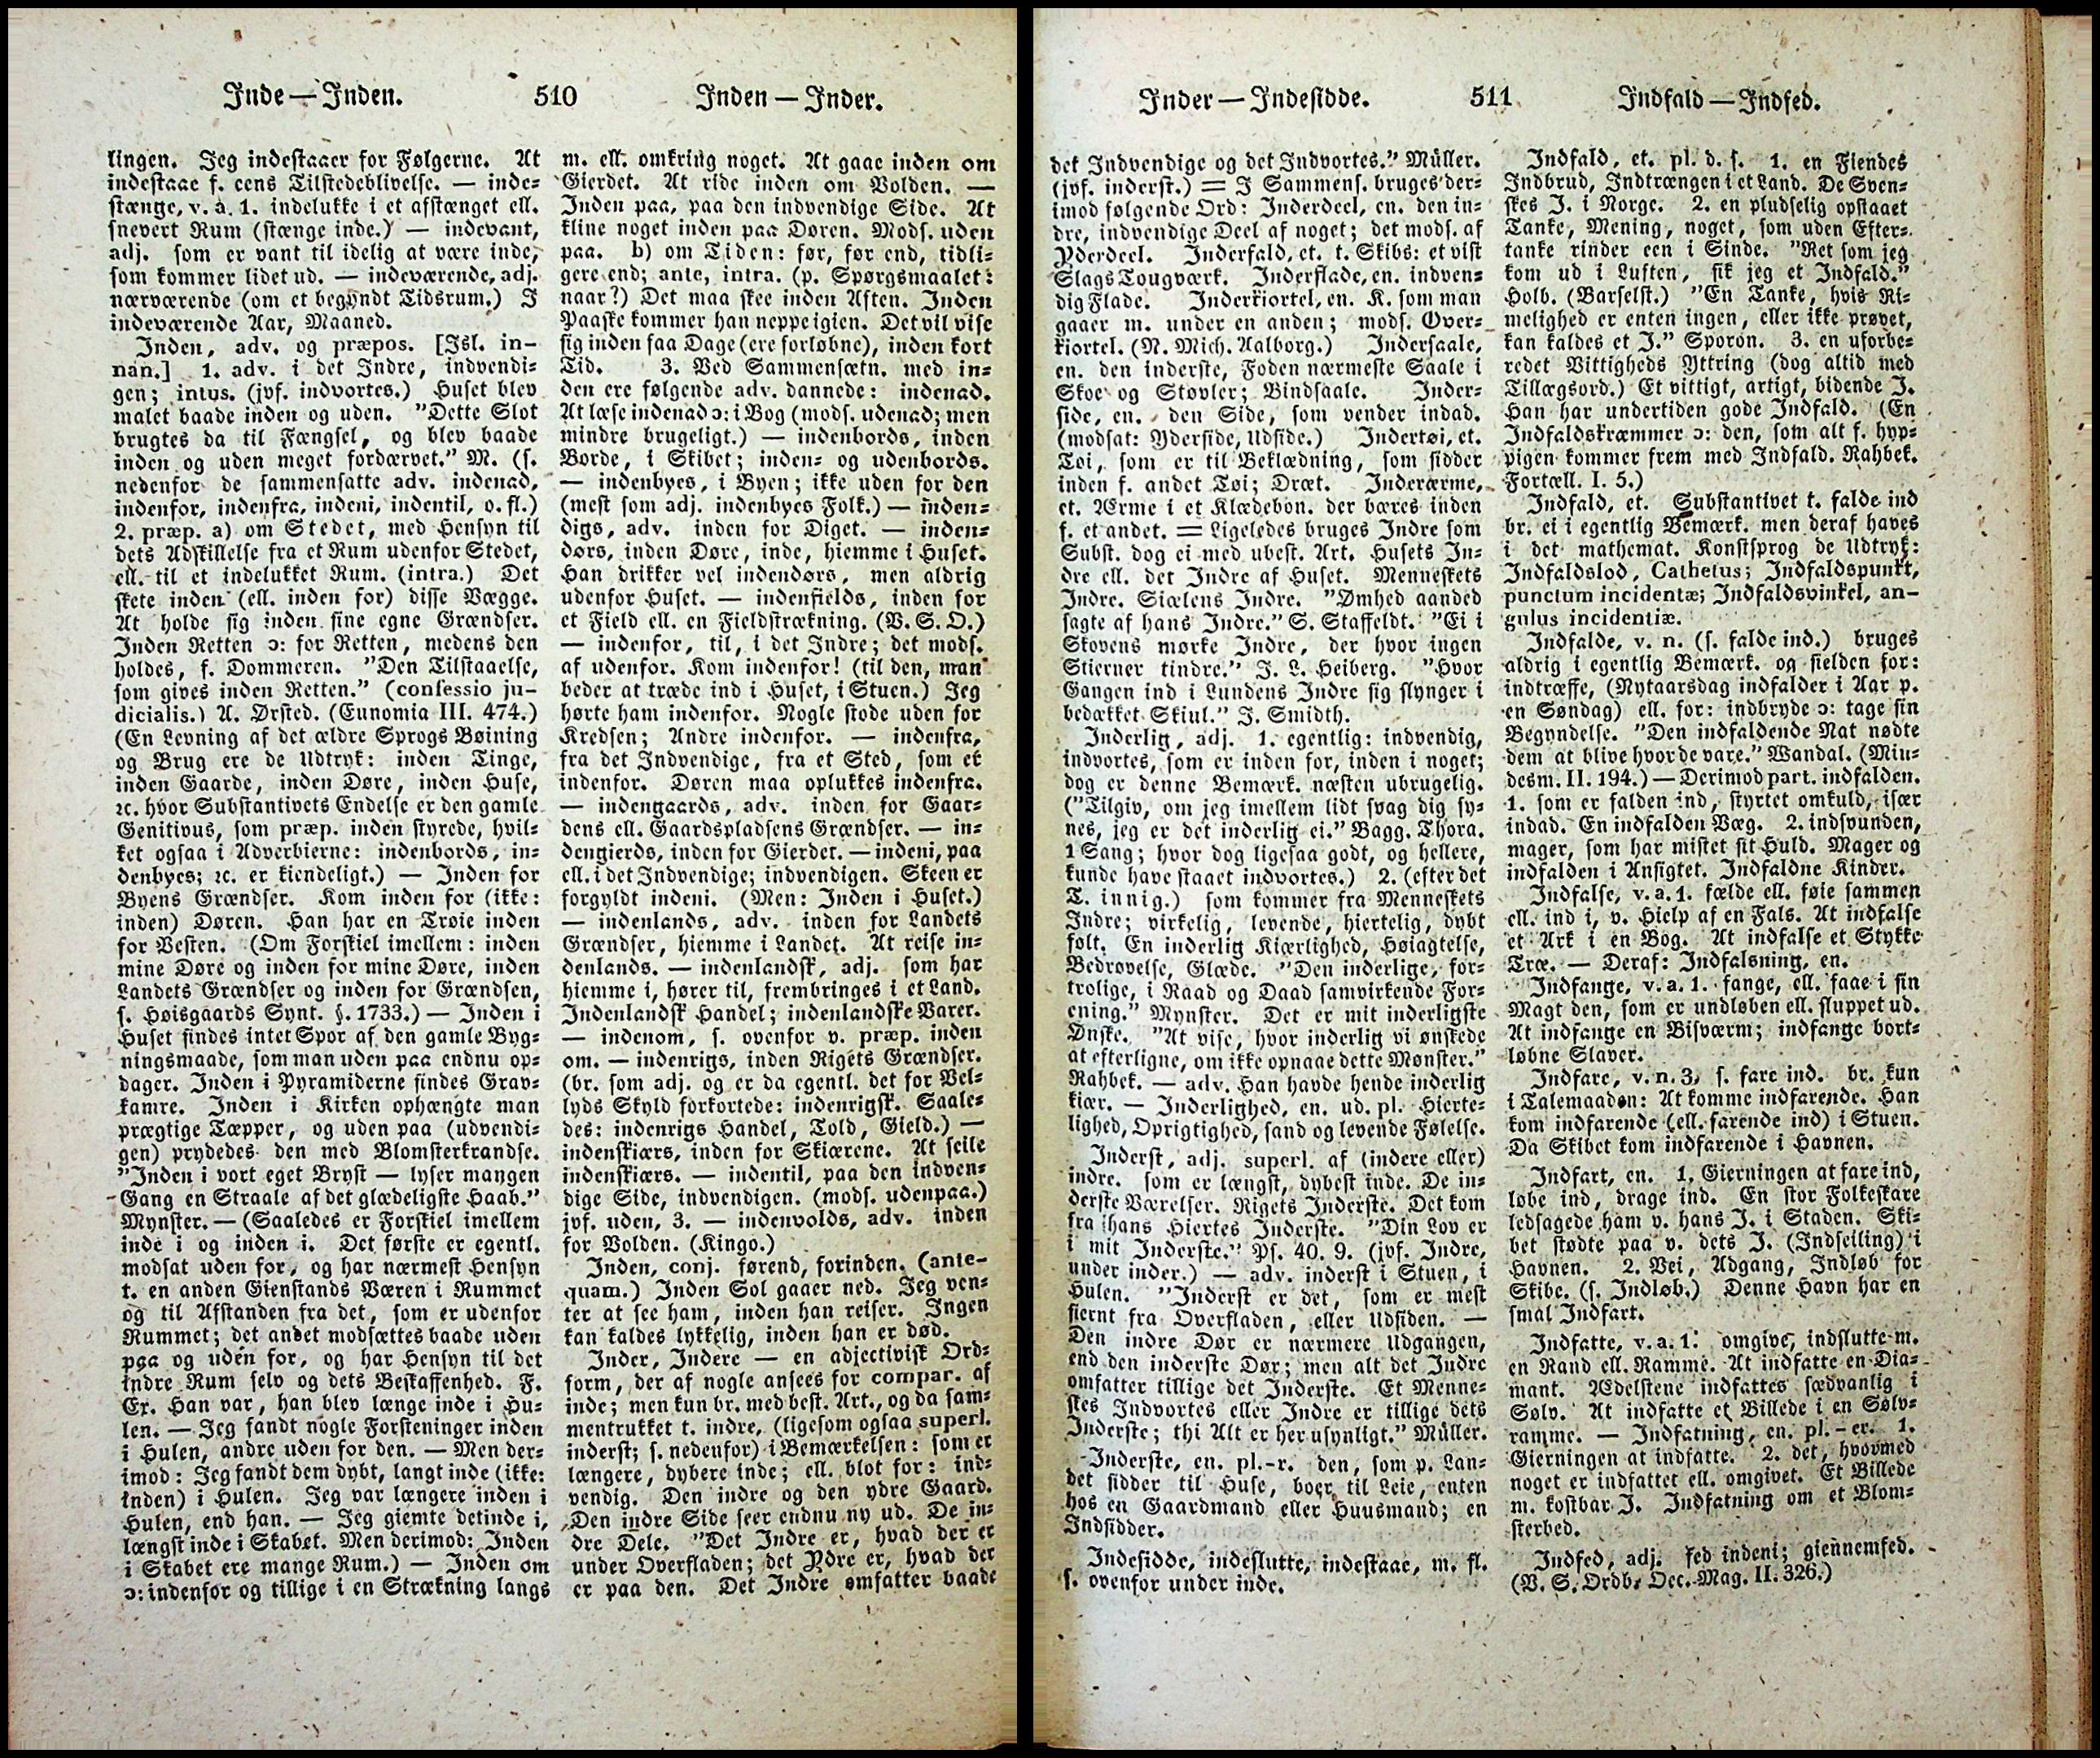 Inde — Inden.
510
Inden — Inder.
lingen. Jeg indestaaer for Følgerne. At
indestaae f. eens Tilstedeblivelse. — inde-
stænge, v. a. 1. indelukke i et afstænget ell.
snevert Rum (stænge inde.) — indevant,
adj. som er vant til idelig at være inde,
som kommer lidet ud. — indeværende, adj.
nærværende (om et begyndt Tidsrum.) I
indeværende Aar, Maaned.
Inden, adv. og præpos. [Isl. in-
nan.] 1. adv. i det Indre, indvendi-
gen; intus. (jvf. indvortes.) Huset blev
malet baade inden og uden. "Dette Slot
brugtes da til Fængsel, og blev baade
inden og uden meget fordærvet." M. (s.
nedenfor de sammensatte adv. indenad,
indenfor, indenfra, indeni, indentil, o. fl.)
2. præp. a) om Stedet, med Hensyn til
dets Adskillelse fra et Rum udenfor Stedet,
ell. til et indelukket Rum. (intra.) Det
skete inden (ell. inden for) disse Vægge.
At holde sig inden sine egne Grændser.
Inden Retten ɔ: for Retten, medens den
holdes, f. Dommeren. "Den Tilstaaelse,
som gives inden Retten." (confessio ju-
dicialis.) A. Ørsted. (Eunomia III. 474.)
(En Levning af det ældre Sprogs Bøining
og Brug ere de Udtryk: inden Tinge,
inden Gaarde, inden Døre, inden Huse,
ꝛc. hvor Substantivets Endelse er den gamle
Genitivus, som præp. inden styrede, hvil-
ket ogsaa i Adverbierne: indenbords, in-
denbyes; ꝛc. er kiendeligt.) — Inden for
Byens Grændser. Kom inden for (ikke:
inden) Døren. Han har en Trøie inden
for Vesten. (Om Forskiel imellem: inden
mine Døre og inden for mine Døre, inden
Landets Grændser og inden for Grændsen,
s. Høisgaards Synt. §. 1733.) — Inden i
Huset findes intet Spor af den gamle Byg-
ningsmaade, som man uden paa endnu op-
dager. Inden i Pyramiderne findes Grav-
kamre. Inden i Kirken ophængte man
prægtige Tæpper, og uden paa (udvendi-
gen) prydedes den med Blomsterkrandse.
"Inden i vort eget Bryst — lyser mangen
Gang en Straale af det glædeligste Haab."
Mynster. — (Saaledes er Forskiel imellem
inde i og inden i. Det første er egentl.
modsat uden for, og har nærmest Hensyn
t. en anden Gienstands Væren i Rummet
og til Afstanden fra det, som er udenfor
Rummet; det andet modsættes baade uden
paa og uden for, og har Hensyn til det
indre Rum selv og dets Beskaffenhed. F.
Ex. Han var, han blev længe inde i Hu-
len. — Jeg fandt nogle Forsteninger inden
i Hulen, andre uden for den. — Men der-
imod: Jeg fandt dem dybt, langt inde (ikke:
inden) i Hulen. Jeg var længere inden i
Hulen, end han. — Jeg giemte det inde i,
længst inde i Skabet. Men derimod: Inden
i Skabet ere mange Rum.) — Inden om
ɔ: indenfor og tillige i en Strækning langs
m. ell. omkring noget. At gaae inden om
Gierdet. At ride inden om Volden. —
Inden paa, paa den indvendige Side. At
kline noget inden paa Døren. Mods. uden
paa. b) om Tiden: før, før end, tidli-
gere end; ante, intra. (p. Spørgsmaalet:
naar?) Det maa skee inden Aften. Inden
Paaske kommer han neppe igien. Det vil vise
sig inden faa Dage (ere forløbne), inden kort
Tid. 3. Ved Sammensætn. med in-
den ere følgende adv. dannede: indenad.
At læse indenad ɔ: i Bog (mods. udenad; men
mindre brugeligt.) — indenbords, inden
Borde, i Skibet; inden- og udenbords.
— indenbyes, i Byen; ikke uden for den
(mest som adj. indenbyes Folk.) — inden-
digs, adv. inden for Diget. — inden-
dørs, inden Døre, inde, hiemme i Huset.
Han drikker vel indendørs, men aldrig
udenfor Huset. — indenfields, inden for
et Field ell. en Fieldstrækning. (V. S. O.)
— indenfor, til, i det Indre; det mods.
af udenfor. Kom indenfor! (til den, man
beder at træde ind i Huset, i Stuen.) Jeg
hørte ham indenfor. Nogle stode uden for
Kredsen; Andre indenfor. — indenfra,
fra det Indvendige, fra et Sted, som et
indenfor. Døren maa oplukkes indenfra.
— indengaards, adv. inden for Gaar-
dens ell. Gaardspladsens Grændser. — in-
dengierds, inden for Gierdet. — indeni, paa
ell. i det Indvendige; indvendigen. Skeen er
forgyldt indeni. (Men: Inden i Huset.)
— indenlands, adv. inden for Landets
Grændser, hiemme i Landet. At reise in-
denlands. — indenlandsk, adj. som har
hiemme i, hører til, frembringes i et Land.
Indenlandsk Handel; indenlandske Varer.
— indenom, s. ovenfor v. præp. inden
om. — indenrigs, inden Rigets Grændser.
(br. som adj. og er da egentl. det for Vel-
lyds Skyld forkortede: indenrigsk. Saale-
des: indenrigs Handel, Told, Gield.) —
indenskiærs, inden for Skiærene. At seile
indenskiærs. — indentil, paa den indven-
dige Side, indvendigen. (mods. udenpaa.)
jvf. uden, 3. — indenvolds, adv. inden
for Volden. (Kingo.)
Inden, conj. førend, forinden. (ante-
quam.) Inden Sol gaaer ned. Jeg ven-
ter at see ham, inden han reiser. Ingen
kan kaldes lykkelig, inden han er død.
Inder, Indere — en adjectivisk Ord-
form, der af nogle ansees for compar. af
inde; men kun br. med best. Art., og da sam-
mentrukket t. indre, (ligesom ogsaa superl.
inderst; s. nedenfor) i Bemærkelsen: som er
længere, dybere inde; ell. blot for: ind-
vendig. Den indre og den ydre Gaard.
Den indre Side seer endnu ny ud. De in-
dre Dele. "Det Indre er, hvad der er
under Overfladen; det Ydre er, hvad der
er paa den. Det Indre omfatter baade
Inder — Indesidde.
511
Indfald — Indfed.
det Indvendige og det Indvortes." Müller.
(jvf. inderst.) = I Sammens. bruges der-
imod følgende Ord: Inderdeel, en. den in-
dre, indvendige Deel af noget; det mods. af
Yderdeel. Inderfald, et. t. Skibs: et vist
Slags Tougværk. Inderflade, en. indven-
dig Flade. Inderkiortel, en. K. som man
gaaer m. under en anden; mods. Over-
kiortel. (N. Mich. Aalborg.) Indersaale,
en. den inderste, Foden nærmeste Saale i
Skoe og Støvler; Bindsaale. Inder-
side, en. den Side, som vender indad.
(modsat: Yderside, Udside.) Indertøi, et.
Tøi, som er til Beklædning, som sidder
inden f. andet Tøi; Dræt. Inderærme,
et. Ærme i et Klædebon. der bæres inden
f. et andet. = Ligeledes bruges Indre som
Subst. dog ei med ubest. Art. Husets In-
dre ell. det Indre af Huset. Menneskets
Indre. Siælens Indre. "Ømhed aanded
sagte af hans Indre." S. Staffeldt. "Ei i
Skovens mørke Indre, der hvor ingen
Stierner tindre." J. L. Heiberg. "Hvor
Gangen ind i Lundens Indre sig slynger i
bedækket Skiul." J. Smidth.
Inderlig, adj. 1. egentlig: indvendig,
indvortes, som er inden for, inden i noget;
dog er denne Bemærk. næsten ubrugelig.
("Tilgiv, om jeg imellem lidt svag dig sy-
nes, jeg er det inderlig ei." Bagg. Thora.
1 Sang; hvor dog ligesaa godt, og hellere,
kunde have staaet indvortes.) 2. (efter det
T. innig.) som kommer fra Menneskets
Indre; virkelig, levende, hiertelig, dybt
følt. En inderlig Kiærlighed, Høiagtelse,
Bedrøvelse, Glæde. "Den inderlige, for-
trolige, i Raad og Daad samvirkende For-
ening." Mynster. Det er mit inderligste
Ønske. "At vise, hvor inderlig vi ønskede
at efterligne, om ikke opnaae dette Mønster."
Rahbek. — adv. Han havde hende inderlig
kiær. — Inderlighed, en. ud. pl. Hierte-
lighed, Oprigtighed, sand og levende Følelse.
Inderst, adj. superl. af (indere eller)
indre. som er længst, dybest inde. De in-
derste Værelser. Rigets Inderste. Det kom
fra hans Hiertes Inderste. "Din Lov er
i mit Inderste." Ps. 40. 9. (jvf. Indre,
under inder.) — adv. inderst i Stuen, i
Hulen. "Inderst er det, som er mest
fiernt fra Overfladen, eller Udsiden. —
Den indre Dør er nærmere Udgangen,
end den inderste Dør; men alt det Indre
omfatter tillige det Inderste. Et Menne-
skes Indvortes eller Indre er tillige dets
Inderste; thi Alt er her usynligt." Müller.
Inderste, en. pl.-r. den, som p. Lan-
det sidder til Huse, boer til Leie, enten
hos en Gaardmand eller Huusmand; en
Indsidder.
Indesidde, indeslutte, indestaae, m. fl.
s. ovenfor under inde.
Indfald, et. pl. d. s. 1. en Fiendes
Indbrud, Indtrængen i et Land. De Sven-
skes J. i Norge. 2. en pludselig opstaaet
Tanke, Mening, noget, som uden Efter-
tanke rinder een i Sinde. "Ret som jeg
kom ud i Luften, fik jeg et Indfald."
Holb. (Barselst.) "En Tanke, hvis Ri-
melighed er enten ingen, eller ikke prøvet,
kan kaldes et J." Sporon. 3. en uforbe-
redet Vittigheds Yttring (dog altid med
Tillægsord.) Et vittigt, artigt, bidende J.
Han har undertiden gode Indfald. (En
Indfaldskræmmer ɔ: den, som alt f. hyp-
pigen kommer frem med Indfald. Rahbek.
Fortæll. I. 5.)
Indfald, et. Substantivet t. falde ind
br. ei i egentlig Bemærk. men deraf haves
i det mathemat. Konstsprog de Udtryk:
Indfaldslod, Cathetus; Indfaldspunkt,
punctum incidentæ; Indfaldsvinkel, an-
gulus incidentiæ.
Indfalde, v. n. (s. falde ind.) bruges
aldrig i egentlig Bemærk. og sielden for:
indtræffe, (Nytaarsdag indfalder i Aar p.
en Søndag) ell. for: indbryde ɔ: tage sin
Begyndelse. "Den indfaldende Nat nødte
dem at blive hvor de vare." Wandal. (Min-
desm. II. 194.) — Derimod part. indfalden.
1. som er falden ind, styrtet omkuld, især
indad. En indfalden Væg. 2. indsvunden,
mager, som har mistet sit Huld. Mager og
indfalden i Ansigtet. Indfaldne Kinder.
Indfalse, v. a. 1. fælde ell. føie sammen
ell. ind i, v. Hielp af en Fals. At indfalse
et Ark i en Bog. At indfalse et Stykke
Træ. — Deraf: Indfalsning, en.
Indfange, v. a. 1. fange, ell. faae i sin
Magt den, som er undløben ell. sluppet ud.
At indfange en Bisværm; indfange bort-
løbne Slaver.
Indfare, v. n. 3. s. fare ind. br. kun
i Talemaaden: At komme indfarende. Han
kom indfarende (ell. farende ind) i Stuen.
Da Skibet kom indfarende i Havnen.
Indfart, en. 1. Gierningen at fare ind,
løbe ind, drage ind. En stor Folkeskare
ledsagede ham v. hans J. i Staden. Ski-
bet stødte paa v. dets J. (Indseiling) i
Havnen. 2. Vei, Adgang, Indløb for
Skibe. (s. Indløb.) Denne Havn har en
smal Indfart.
Indfatte, v. a. 1. omgive, indslutte m.
en Rand ell. Ramme. At indfatte en Dia-
mant. Ædelstene indfattes sædvanlig i
Sølv. At indfatte et Billede i en Sølv-
ramme. — Indfatning, en. pl.-er. 1.
Gierningen at indfatte. 2. det, hvormed
noget er indfattet ell. omgivet. Et Billede
m. kostbar J. Indfatning om et Blom-
sterbed.
Indfed, adj. fed indeni; giennemfed.
(V. S. Ordb. Oec. Mag. II. 326.)